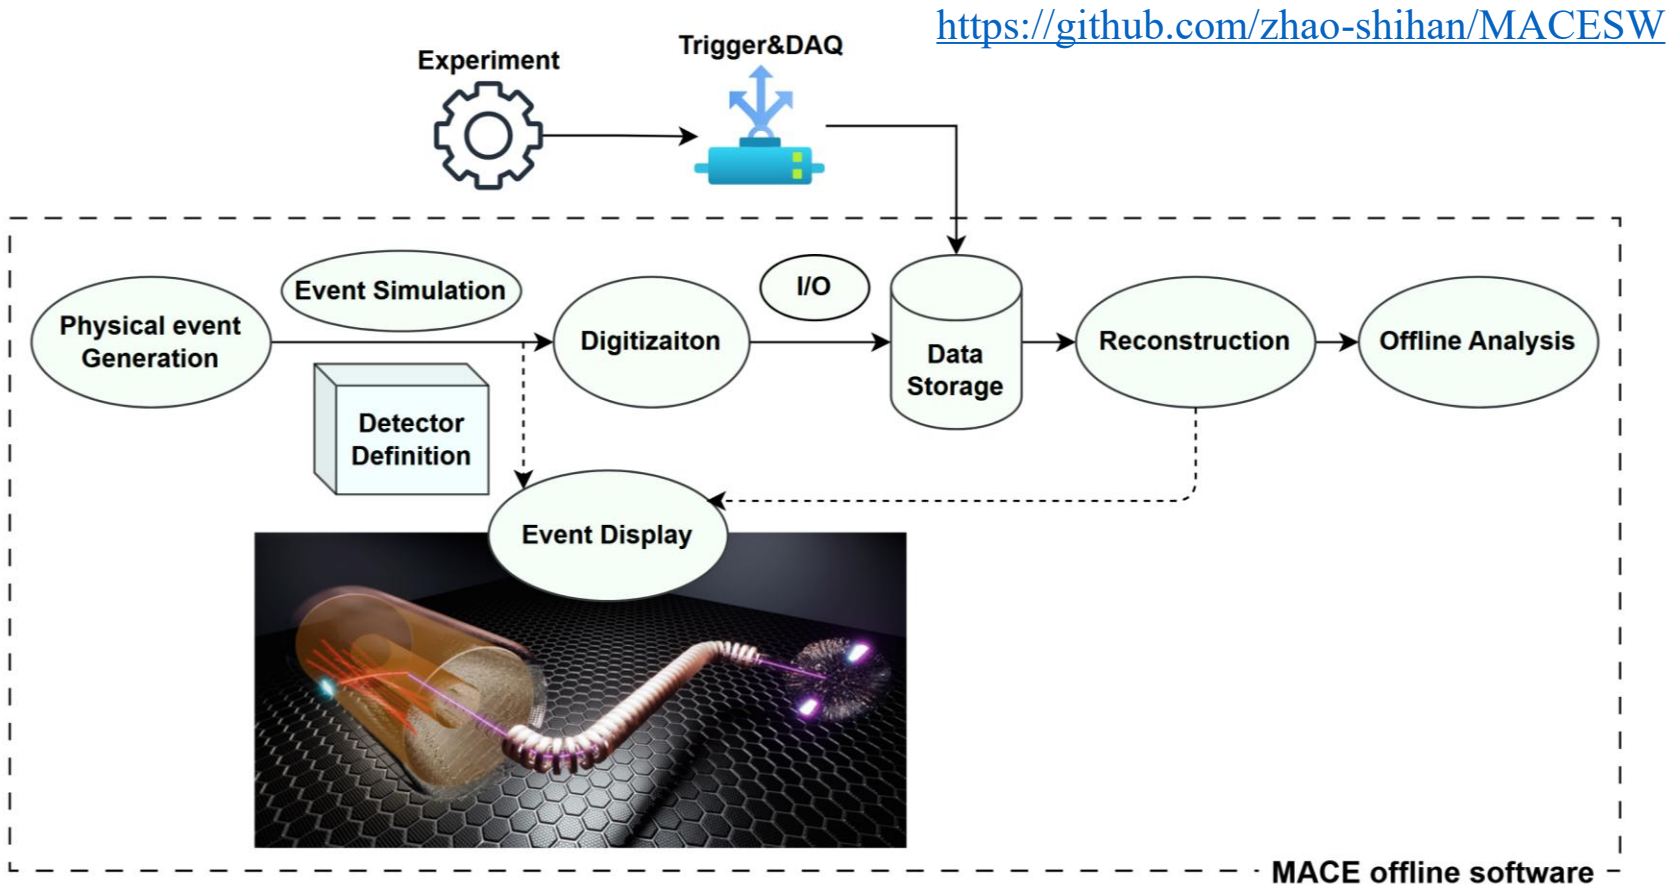 https://github.com/zhao-shihan/MACESW
Experiment
Trigger&DAQ
Physical event
Generation
Event Simulation
Detector
Definition
Digitizaiton
I/O
Data
Storage
Reconstruction
Offline Analysis
Event Display
MACE offline software